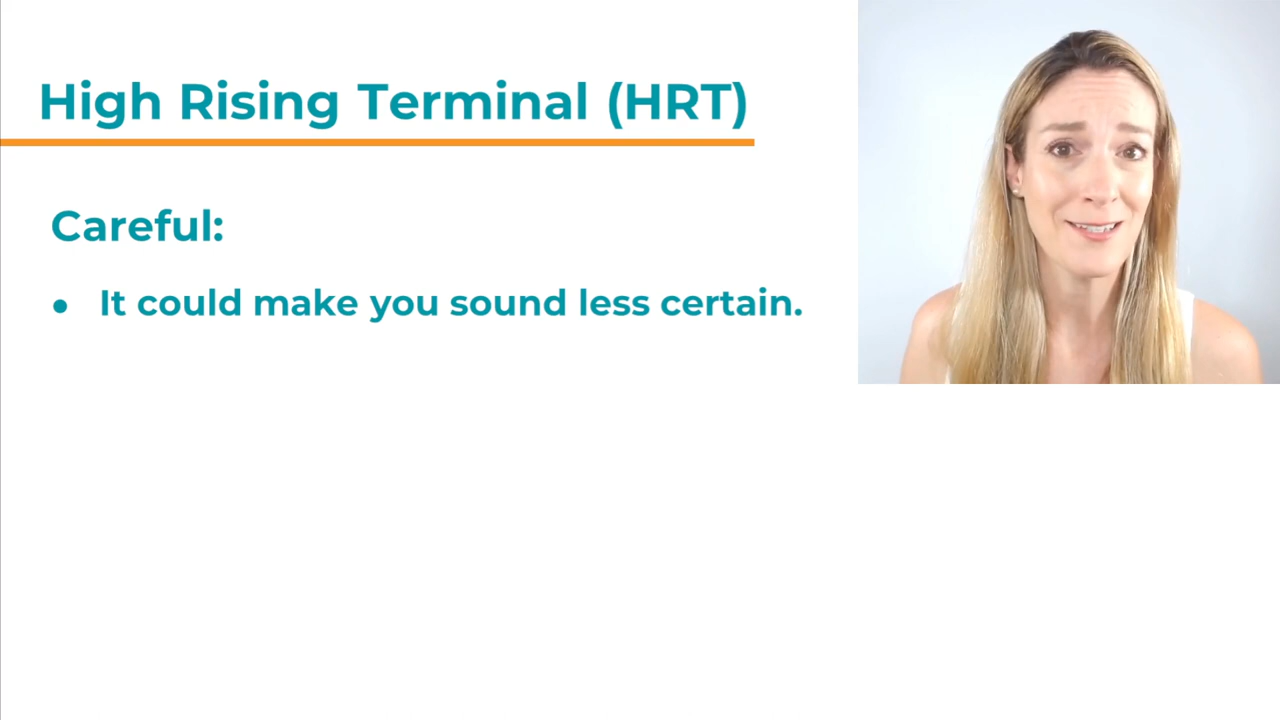 High Rising Terminal (HRT)
Careful:
● It could make you sound less certain.